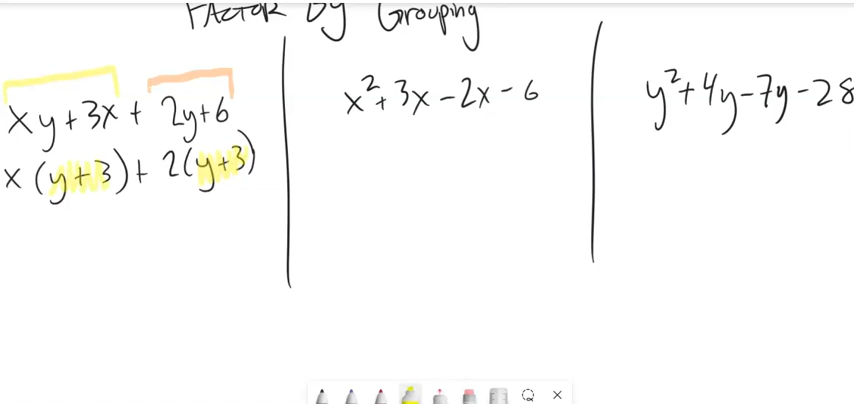 Factor By Grouping
xy+3x + 2y+6
x(y+3) + 2(y+3)
x²+3x-2x-6
y²+4y-7y-28